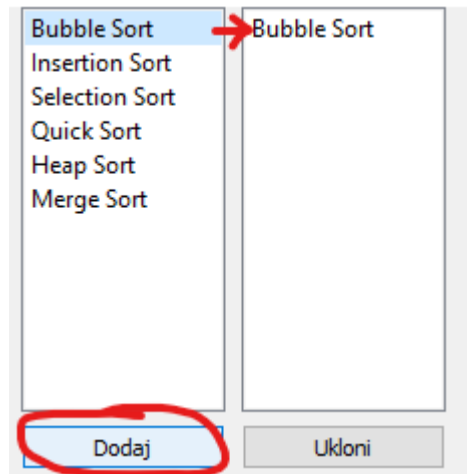 Bubble Sort
Insertion Sort
Selection Sort
Quick Sort
Heap Sort
Merge Sort
Bubble Sort
Dodaj
Ukloni